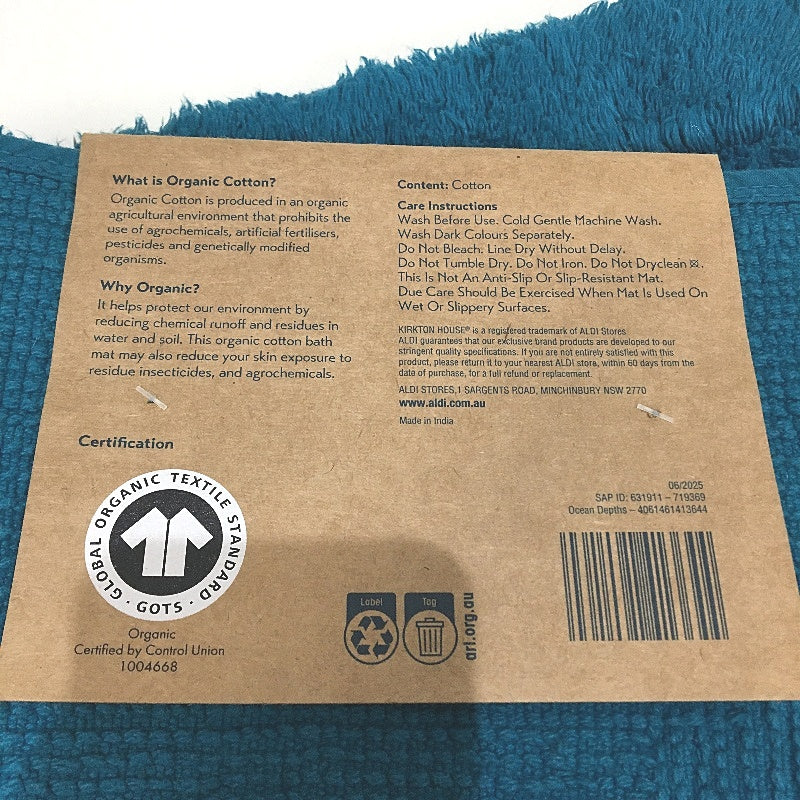 What is Organic Cotton?
Organic Cotton is produced in an organic
agricultural environment that prohibits the
use of agrochemicals, artificial fertilisers,
pesticides and genetically modified
organisms.
Why Organic?
It helps protect our environment by
reducing chemical runoff and residues in
water and soil. This organic cotton bath
mat may also reduce your skin exposure to
residue insecticides, and agrochemicals.
Certification
GLOBAL ORGANIC TEXTILE STANDARD · GOTS ·
Organic
Certified by Control Union
1004668
Content: Cotton
Care Instructions
Wash Before Use. Cold Gentle Machine Wash.
Wash Dark Colours Separately.
Do Not Bleach. Line Dry Without Delay.
Do Not Tumble Dry. Do Not Iron. Do Not Dryclean.
This Is Not An Anti-Slip Or Slip-Resistant Mat.
Due Care Should Be Exercised When Mat Is Used On
Wet Or Slippery Surfaces.
KIRKTON HOUSE® is a registered trademark of ALDI Stores
ALDI guarantees that our exclusive brand products are developed to our
stringent quality specifications. If you are not entirely satisfied with this
product, please return it to your nearest ALDI store, within 60 days from the
date of purchase, for a full refund or replacement.
ALDI STORES,1 SARGENTS ROAD, MINCHINBURY NSW 2770
www.aldi.com.au
Made in India
06/2025
SAP ID: 631911 – 719369
Ocean Depths – 4061461413644
Label
Tag
arl.org.au